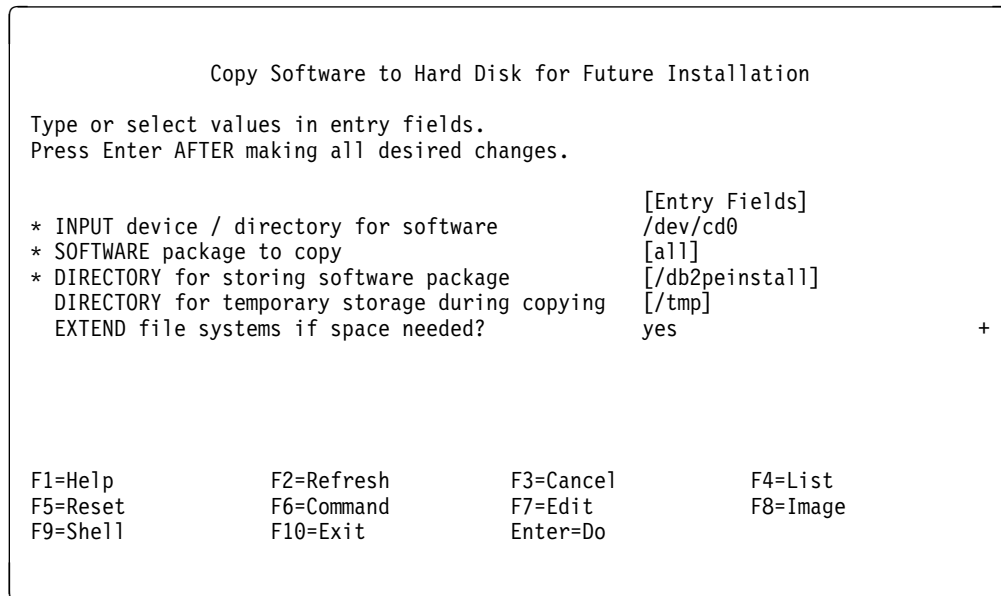 Copy Software to Hard Disk for Future Installation
Type or select values in entry fields.
Press Enter AFTER making all desired changes.
[Entry Fields]
* INPUT device / directory for software /dev/cd0
* SOFTWARE package to copy [all]
* DIRECTORY for storing software package [/db2peinstall]
DIRECTORY for temporary storage during copying [/tmp]
EXTEND file systems if space needed? yes +
F1=Help F2=Refresh F3=Cancel F4=List
F5=Reset F6=Command F7=Edit F8=Image
F9=Shell F10=Exit Enter=Do